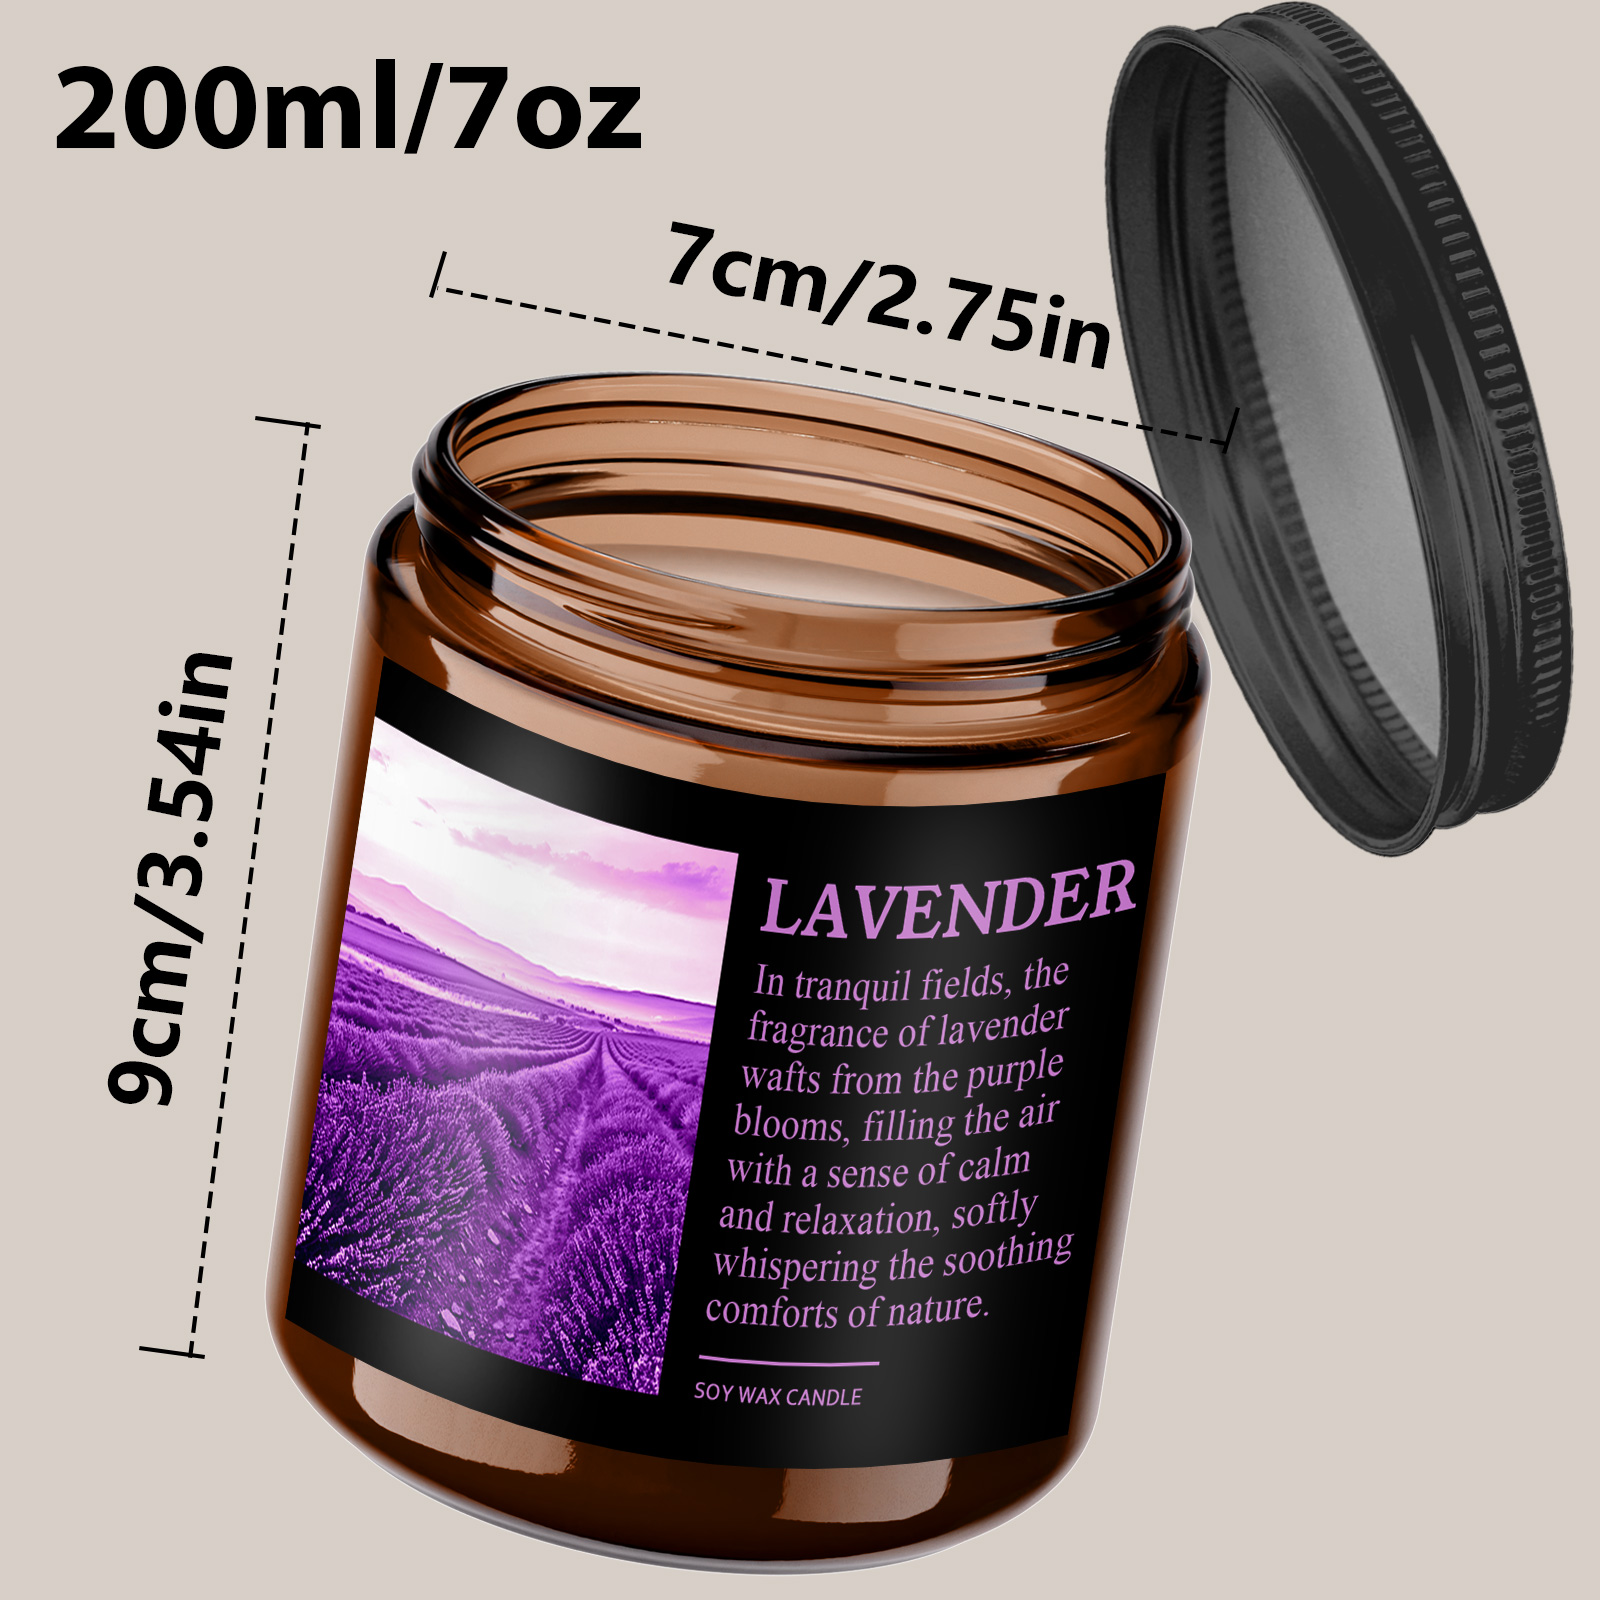 200ml/7oz
7cm/2.75in
9cm/3.54in
LAVENDER
In tranquil fields, the
fragrance of lavender
wafts from the purple
blooms, filling the air
with a sense of calm
and relaxation, softly
whispering the soothing
comforts of nature.
SOY WAX CANDLE